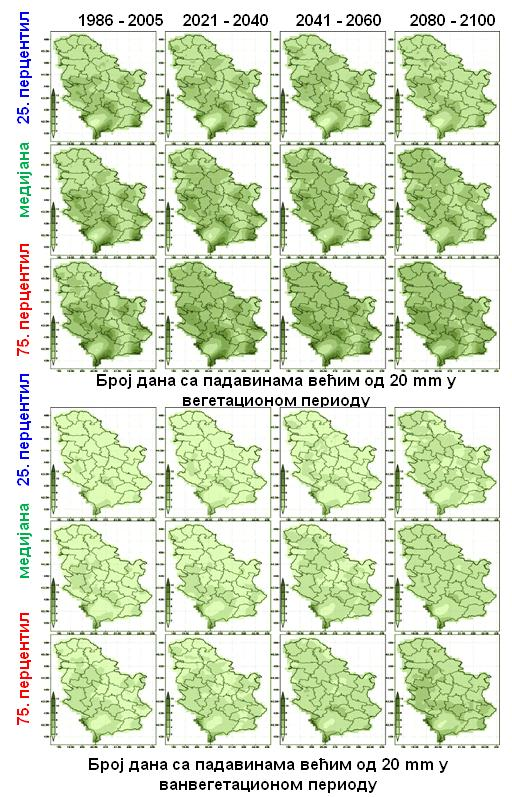 1986 - 2005 2021 - 2040 2041 - 2060 2080 - 2100
25. перцентил
медијана
75. перцентил
Број дана са падавинама већим од 20 mm у
вегетационом периоду
25. перцентил
медијана
75. перцентил
Број дана са падавинама већим од 20 mm у
ванвегетационом периоду